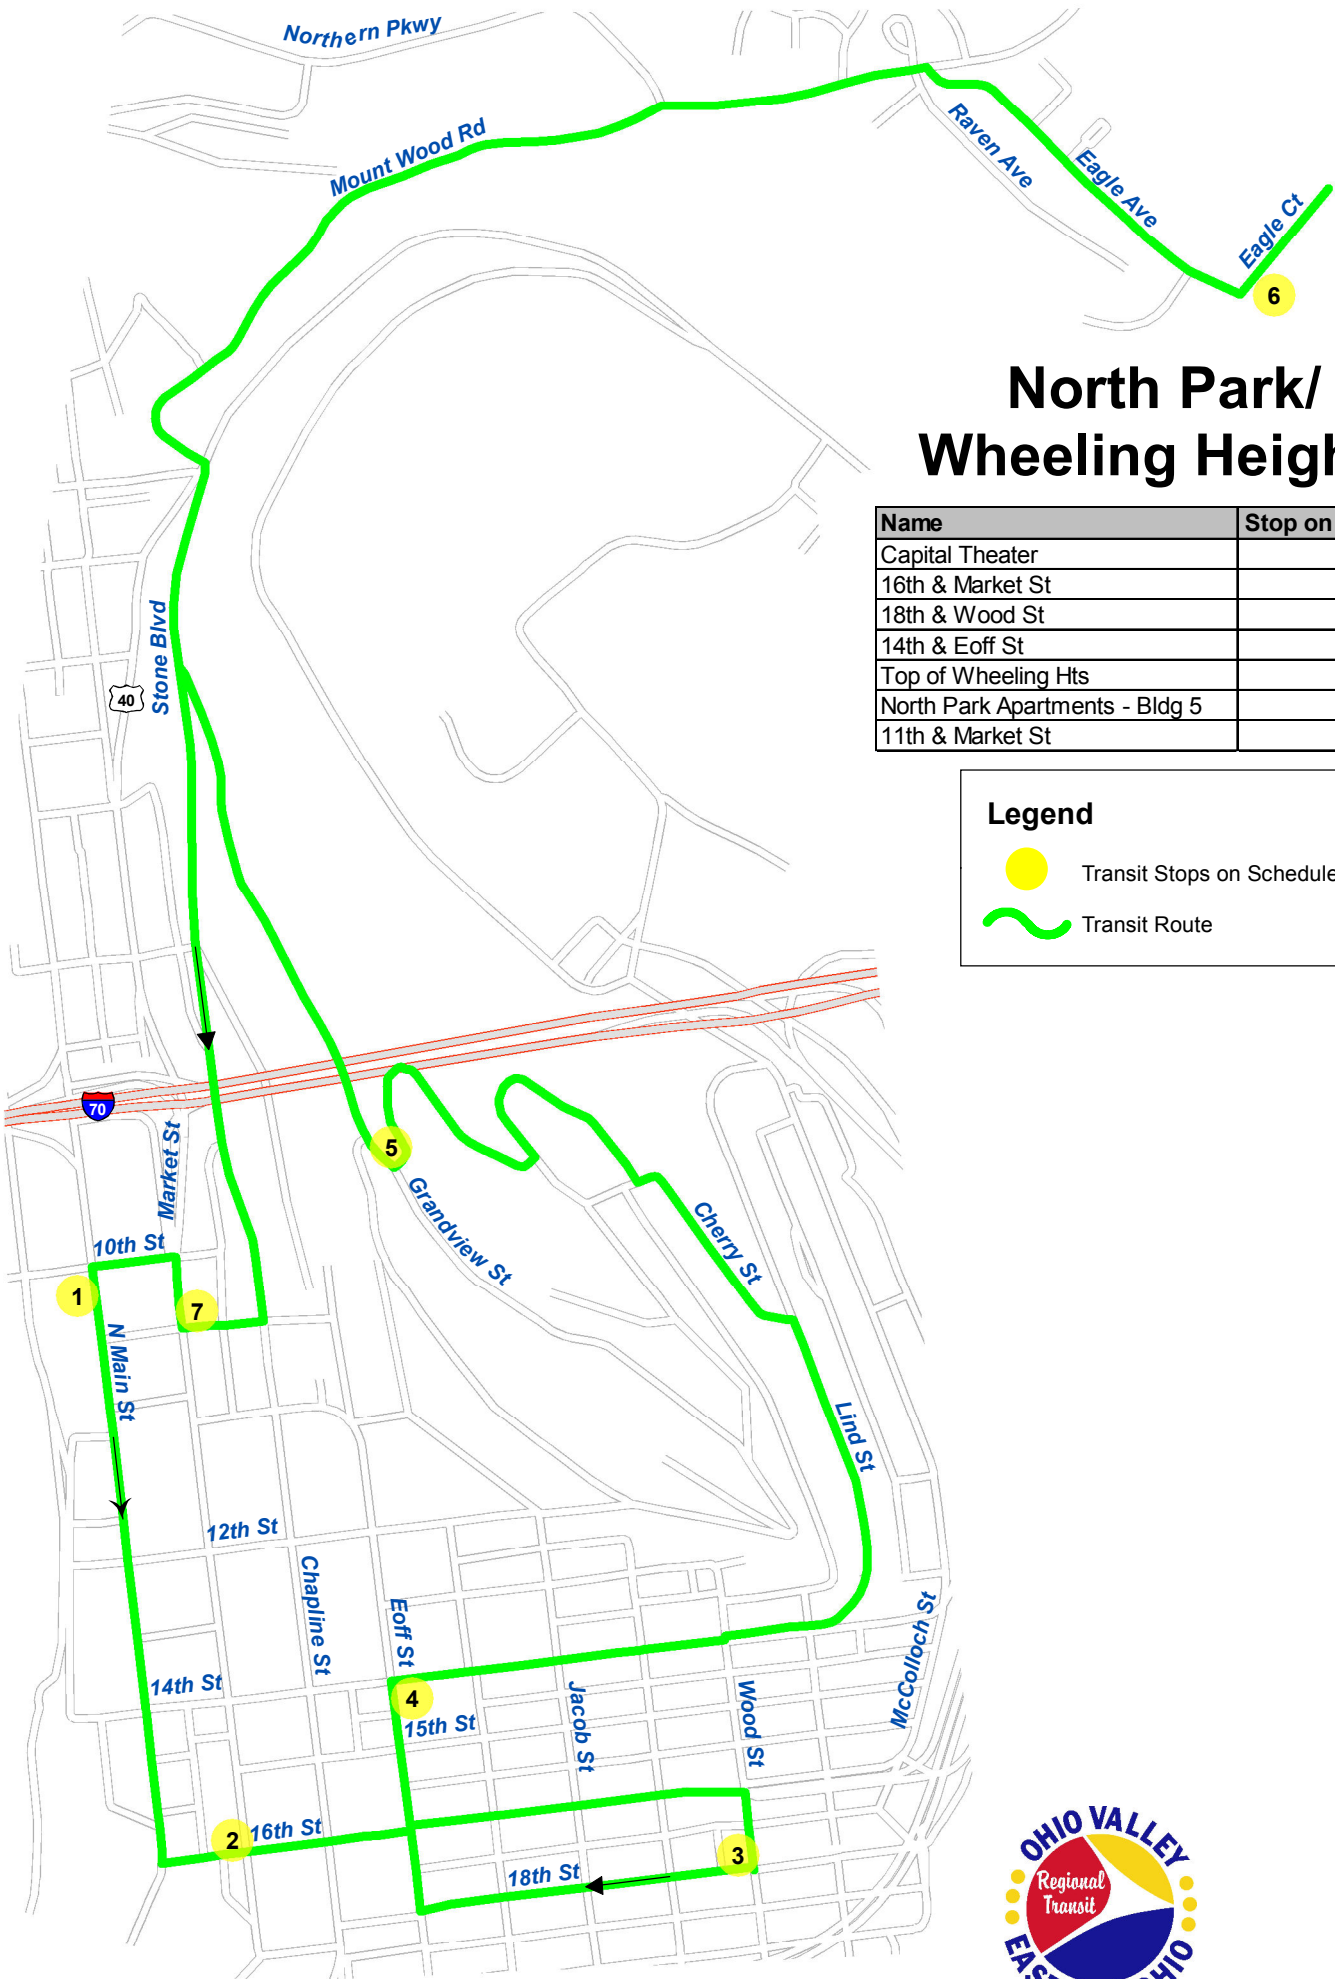 Northern Pkwy
Mount Wood Rd
Raven Ave
Eagle Ave
Eagle Ct
6
North Park/
Wheeling Heigh
Name Stop on
Capital Theater
16th & Market St
18th & Wood St
14th & Eoff St
Top of Wheeling Hts
North Park Apartments - Bldg 5
11th & Market St
Stone Blvd
40
Legend
Transit Stops on Schedule
Transit Route
70
Market St
5
Grandview St
Cherry St
10th St
1
7
N Main St
Lind St
12th St
Chapline St
Eoff St
McColloch St
14th St
4
15th St
Jacob St
Wood St
2
16th St
3
18th St
OHIO VALLEY
Regional
Transit